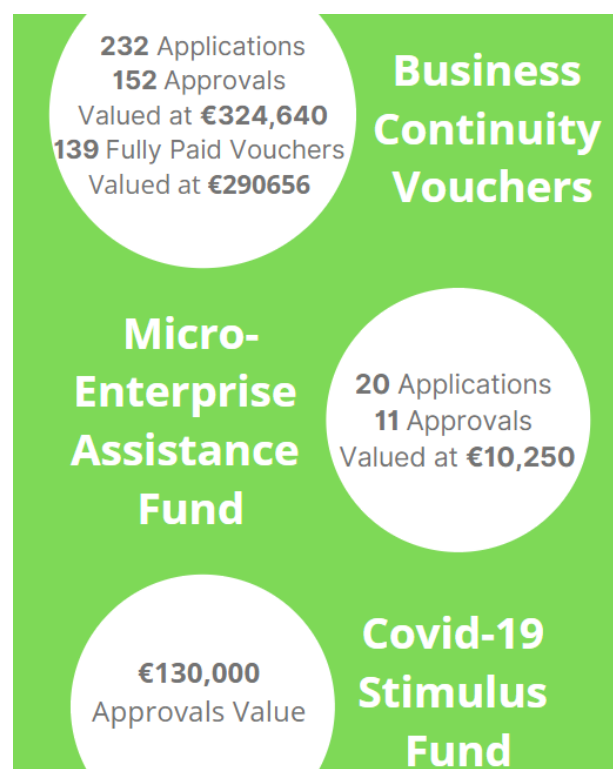 232 Applications
152 Approvals
Valued at €324,640
139 Fully Paid Vouchers
Valued at €290656
Business
Continuity
Vouchers
Micro-
Enterprise
Assistance
Fund
20 Applications
11 Approvals
Valued at €10,250
€130,000
Approvals Value
Covid-19
Stimulus
Fund